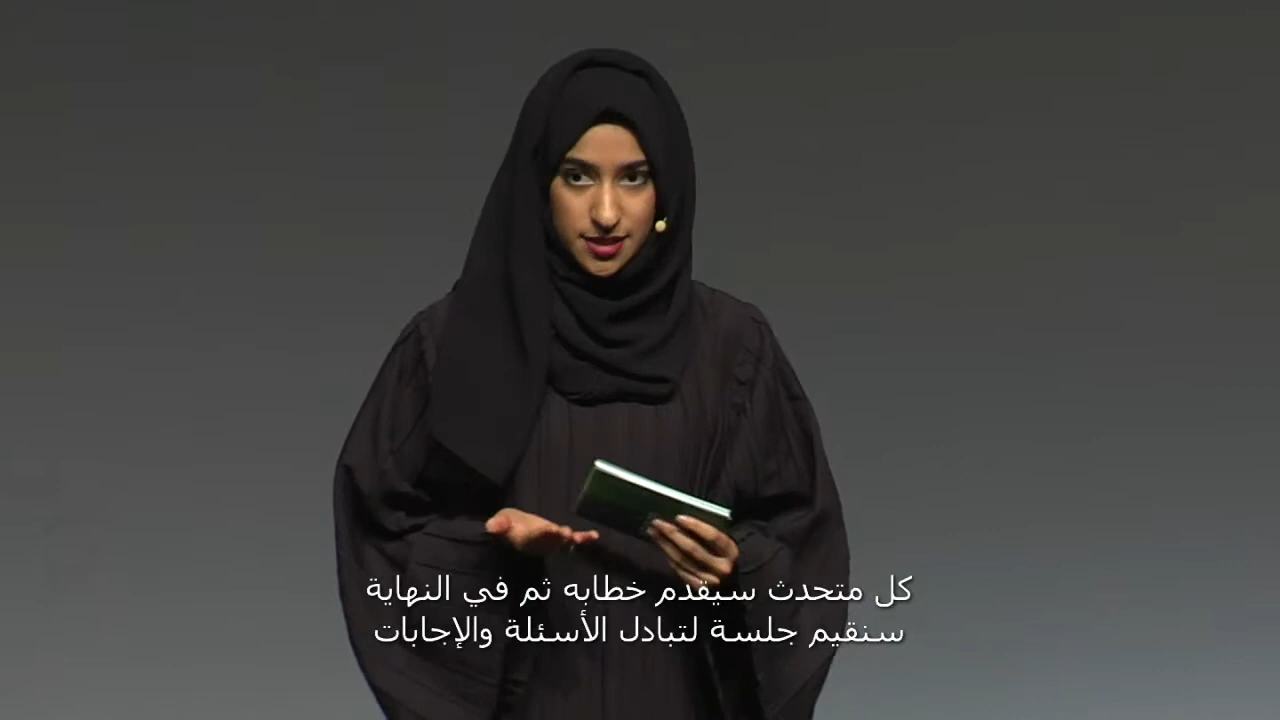 كل متحدث سيقدم خطابه ثم في النهاية
سنقيم جلسة لتبادل الأسئلة والإجابات